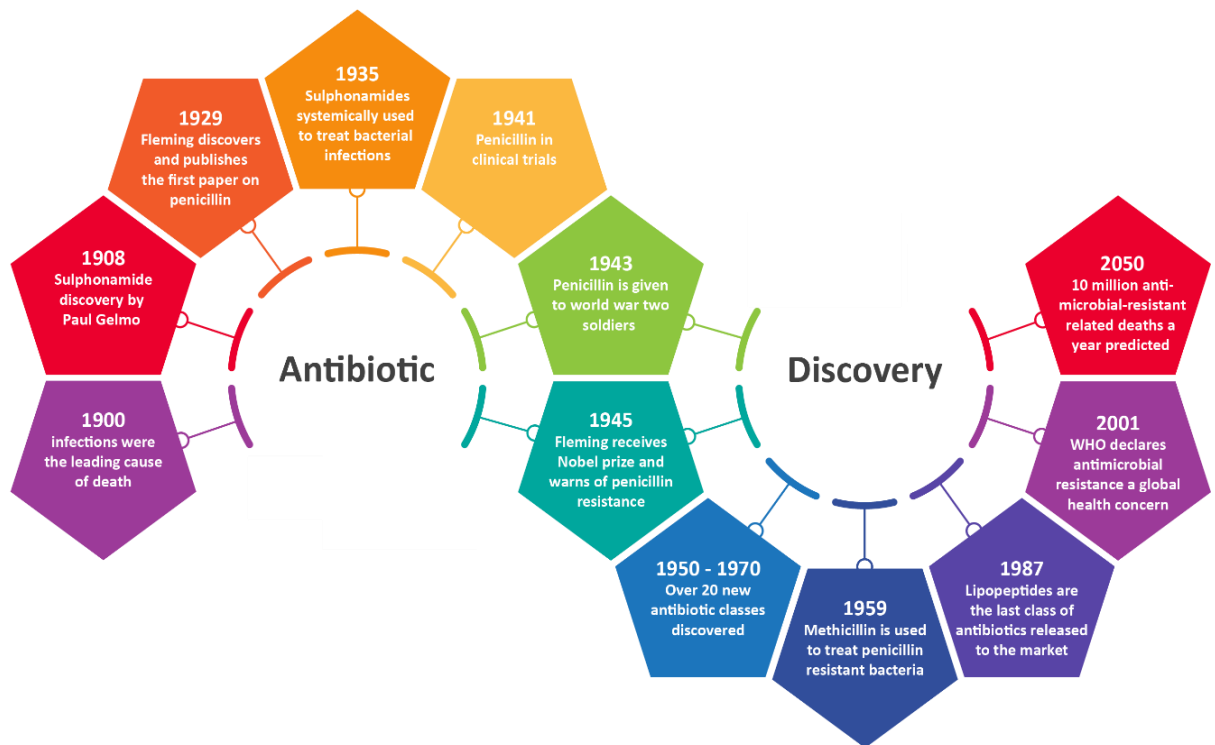 1900
infections were
the leading cause
of death
1908
Sulphonamide
discovery by
Paul Gelmo
1929
Fleming discovers
and publishes
the first paper on
penicillin
1935
Sulphonamides
systemically used
to treat bacterial
infections
1941
Penicillin in
clinical trials
1943
Penicillin is given
to world war two
soldiers
1945
Fleming receives
Nobel prize and
warns of penicillin
resistance
1950 - 1970
Over 20 new
antibiotic classes
discovered
1959
Methicillin is used
to treat penicillin
resistant bacteria
1987
Lipopeptides are
the last class of
antibiotics released
to the market
2001
WHO declares
antimicrobial
resistance a global
health concern
2050
10 million anti-
microbial-resistant
related deaths a
year predicted
Antibiotic
Discovery